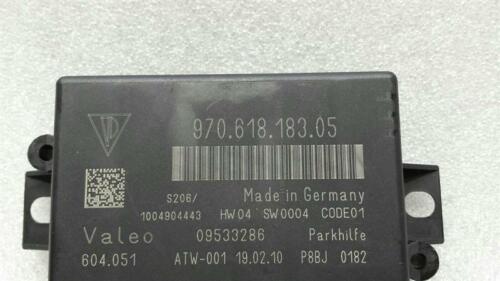 970.618.183.05
S206/ Made in Germany
1004904443 HW04 SW0004 CODE01
Valeo 09533286 Parkhilfe
604.051 ATW-001 19.02.10 P8BJ 0182